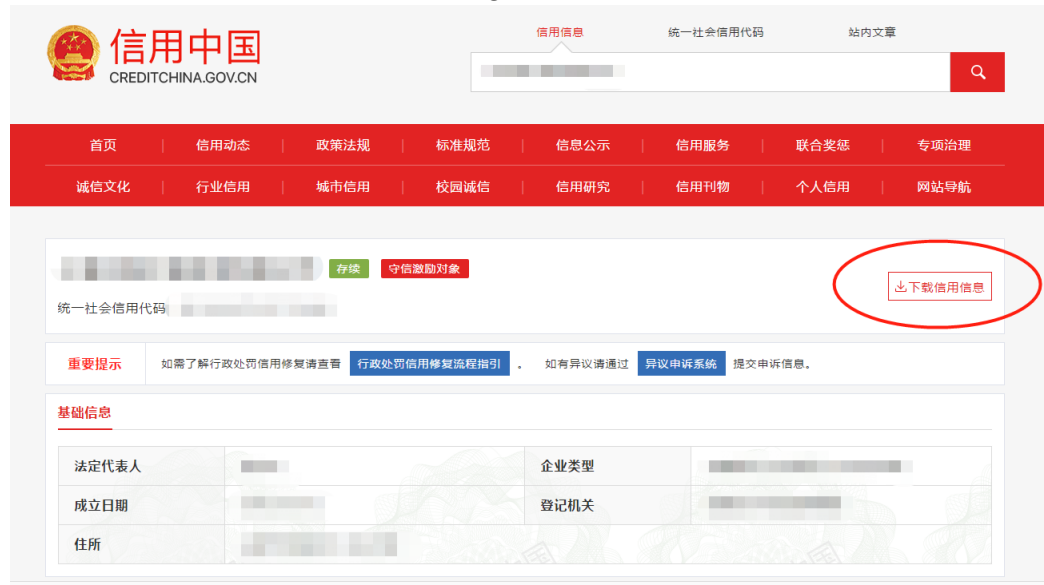 信用中国
CREDITCHINA.GOV.CN
信用信息 统一社会信用代码 站内文章
首页 | 信用动态 | 政策法规 | 标准规范 | 信息公示 | 信用服务 | 联合奖惩 | 专项治理
诚信文化 | 行业信用 | 城市信用 | 校园诚信 | 信用研究 | 信用刊物 | 个人信用 | 网站导航
存续 守信激励对象
下载信用信息
统一社会信用代码
重要提示 如需了解行政处罚信用修复请查看 行政处罚信用修复流程指引 。 如有异议请通过 异议申诉系统 提交申诉信息。
基础信息
法定代表人 企业类型
成立日期 登记机关
住所